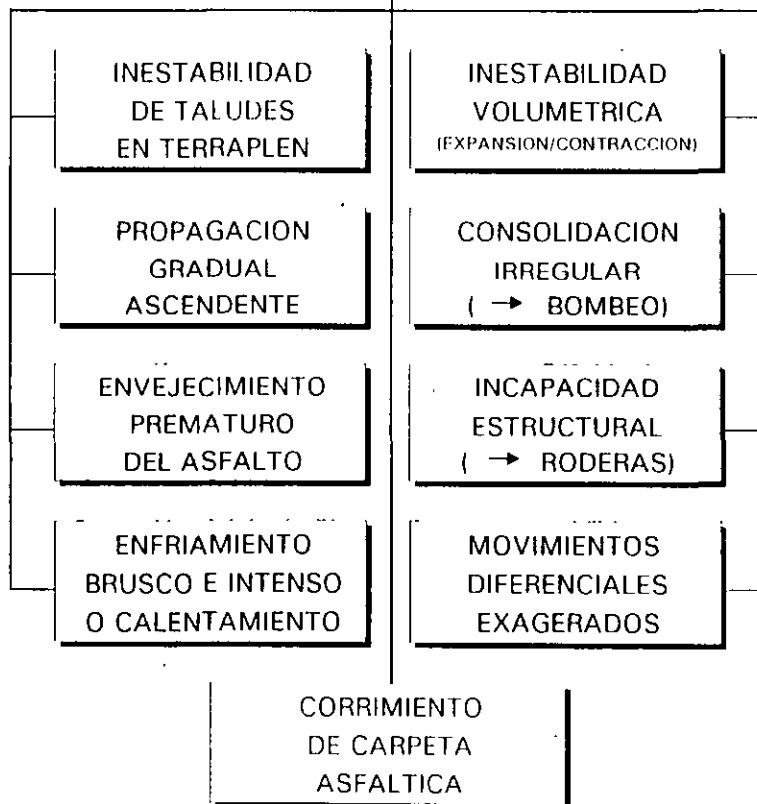 INESTABILIDAD
DE TALUDES
EN TERRAPLEN
INESTABILIDAD
VOLUMETRICA
(EXPANSION/CONTRACCION)
PROPAGACION
GRADUAL
ASCENDENTE
CONSOLIDACION
IRREGULAR
( → BOMBEO)
ENVEJECIMIENTO
PREMATURO
DEL ASFALTO
INCAPACIDAD
ESTRUCTURAL
( → RODERAS)
ENFRIAMIENTO
BRUSCO E INTENSO
O CALENTAMIENTO
MOVIMIENTOS
DIFERENCIALES
EXAGERADOS
CORRIMIENTO
DE CARPETA
ASFALTICA